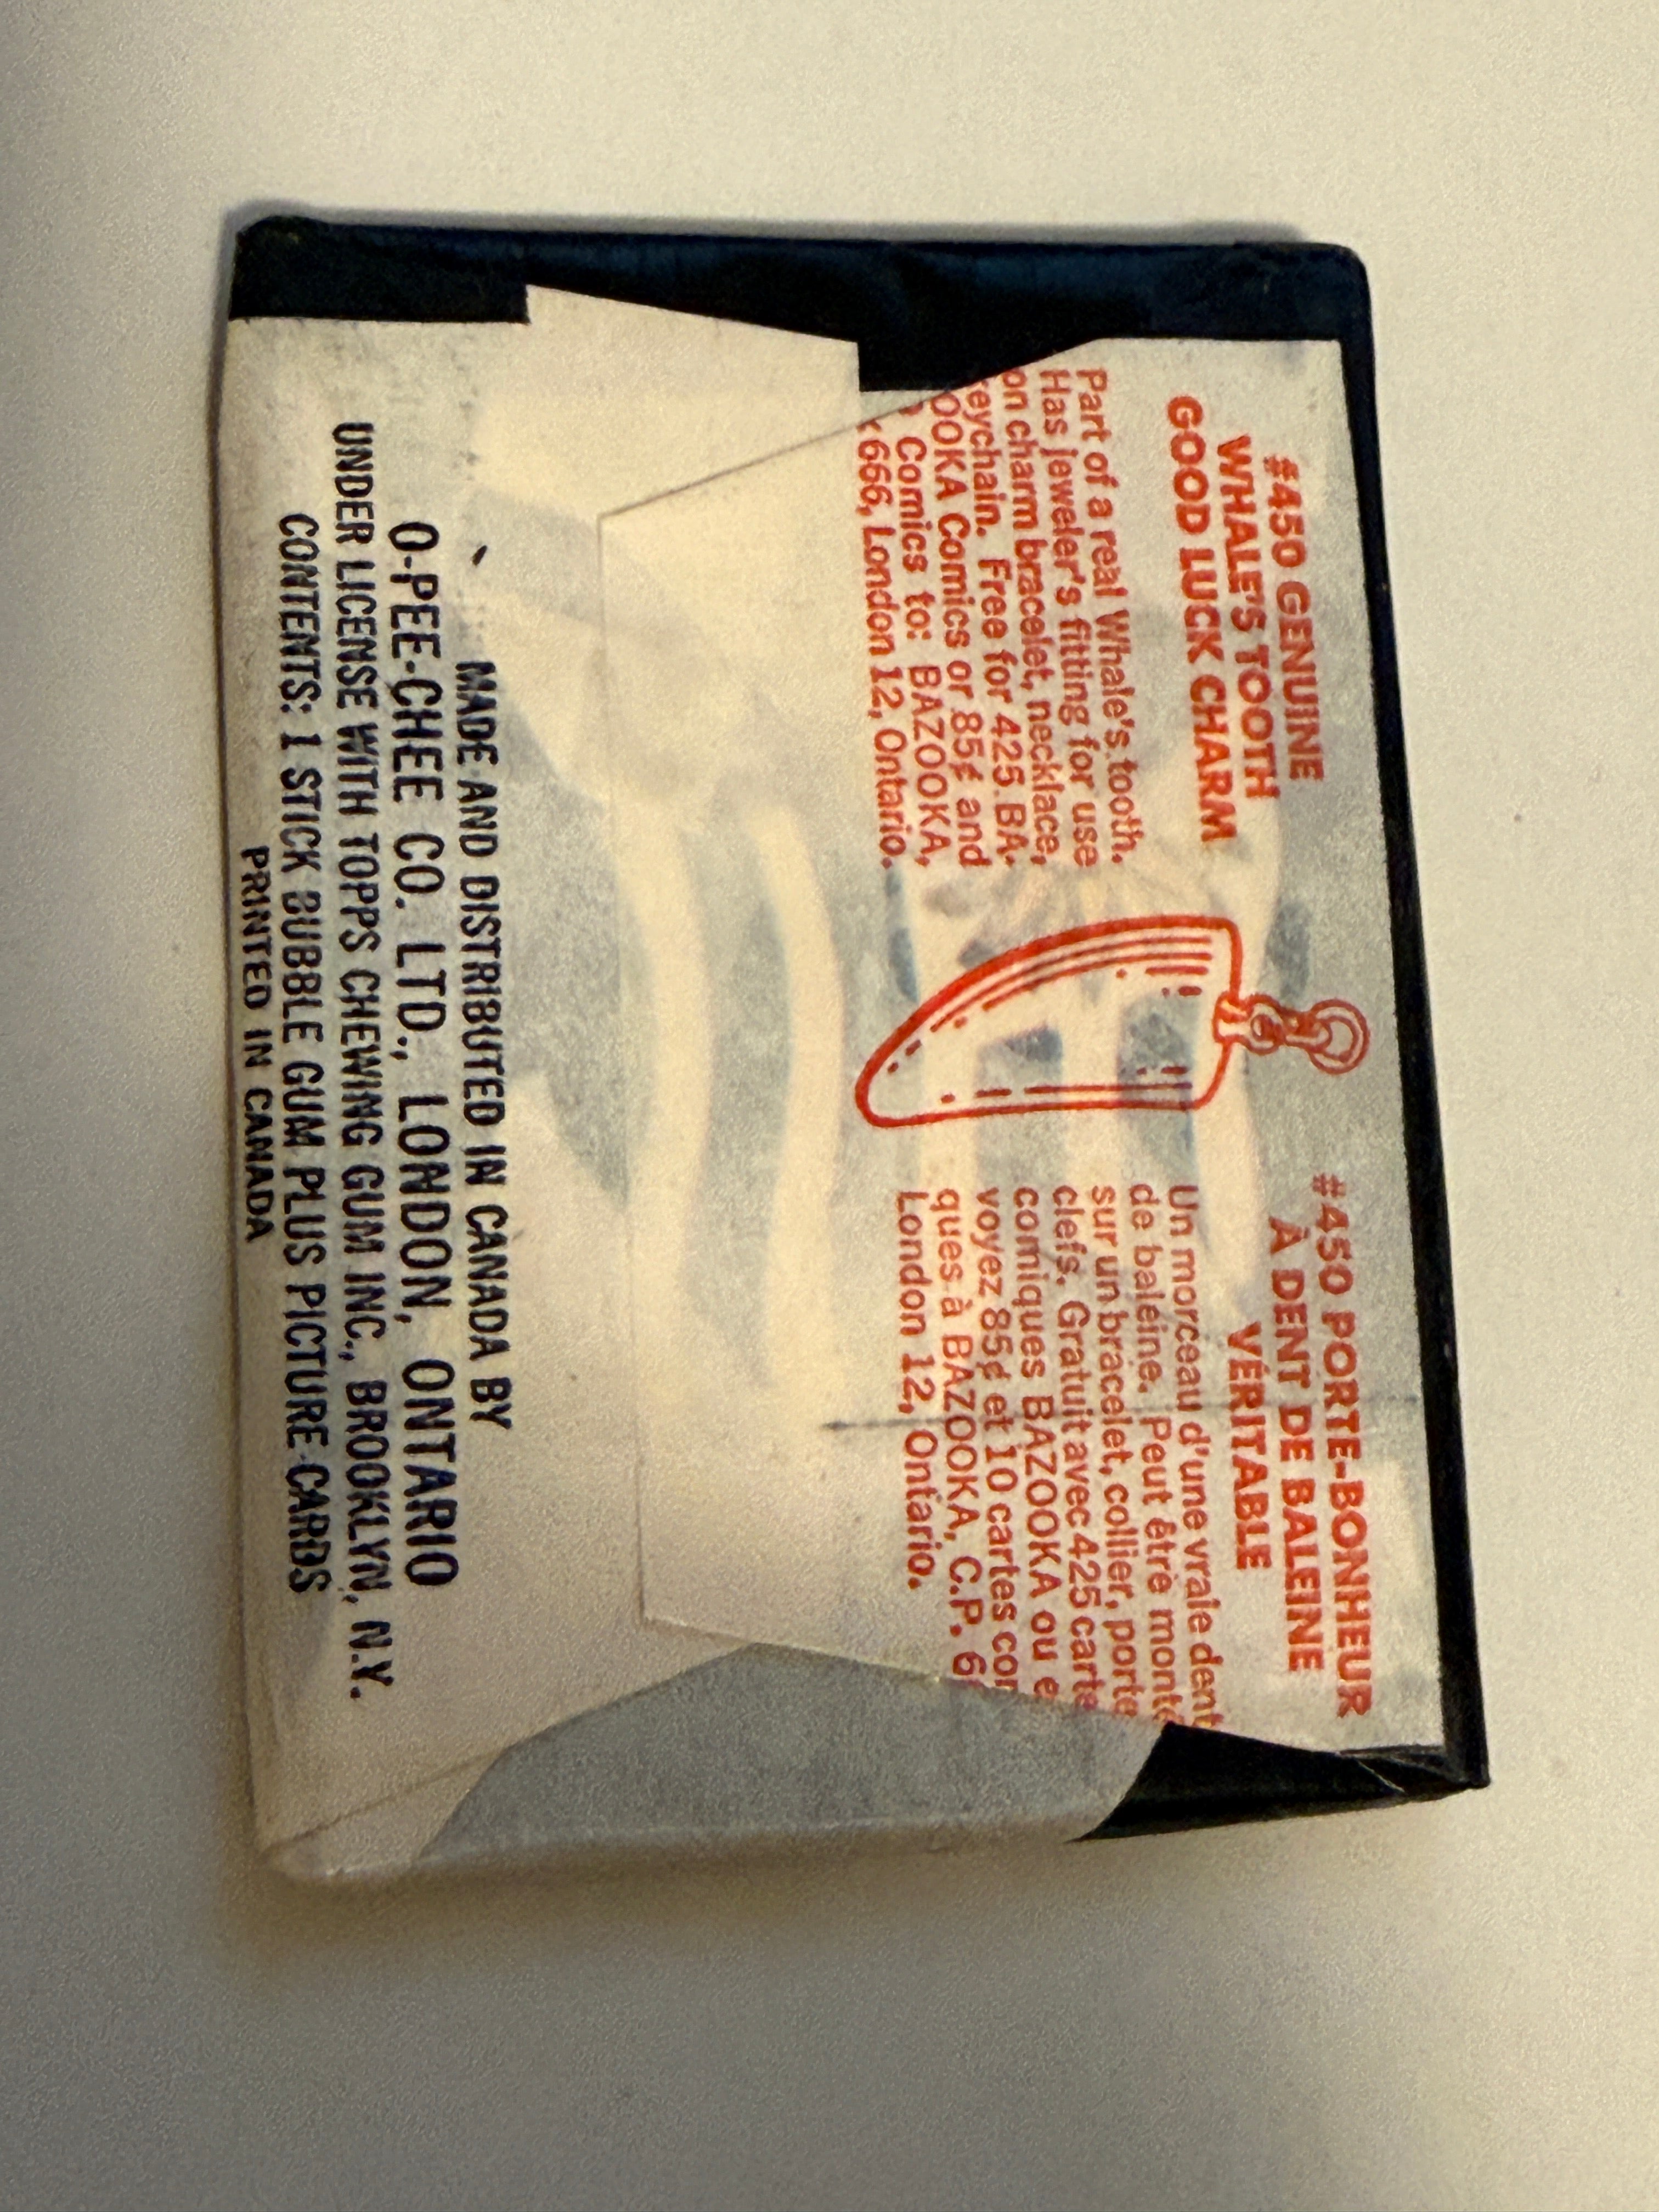 #450 GENUINE
WHALE'S TOOTH
GOOD LUCK CHARM
Part of a real Whale's tooth.
Has jeweler's fitting for use
on charm bracelet, necklace,
keychain. Free for 425 BA-
OOKA Comics or 85¢ and
Comics to: BAZOOKA,
666, London 12, Ontario.
#450 PORTE-BONHEUR
À DENT DE BALEINE
VÉRITABLE
Un morceau d'une vraie dent
de baleine. Peut être monté
sur un bracelet, collier, porte
clefs. Gratuit avec 425 carte
comiques BAZOOKA ou e
voyez 85¢ et 10 cartes co
ques à BAZOOKA, C.P. 6
London 12, Ontario.
MADE AND DISTRIBUTED IN CANADA BY
O-PEE-CHEE CO. LTD., LONDON, ONTARIO
UNDER LICENSE WITH TOPPS CHEWING GUM INC., BROOKLYN, N.Y.
CONTENTS: 1 STICK BUBBLE GUM PLUS PICTURE CARDS
PRINTED IN CANADA